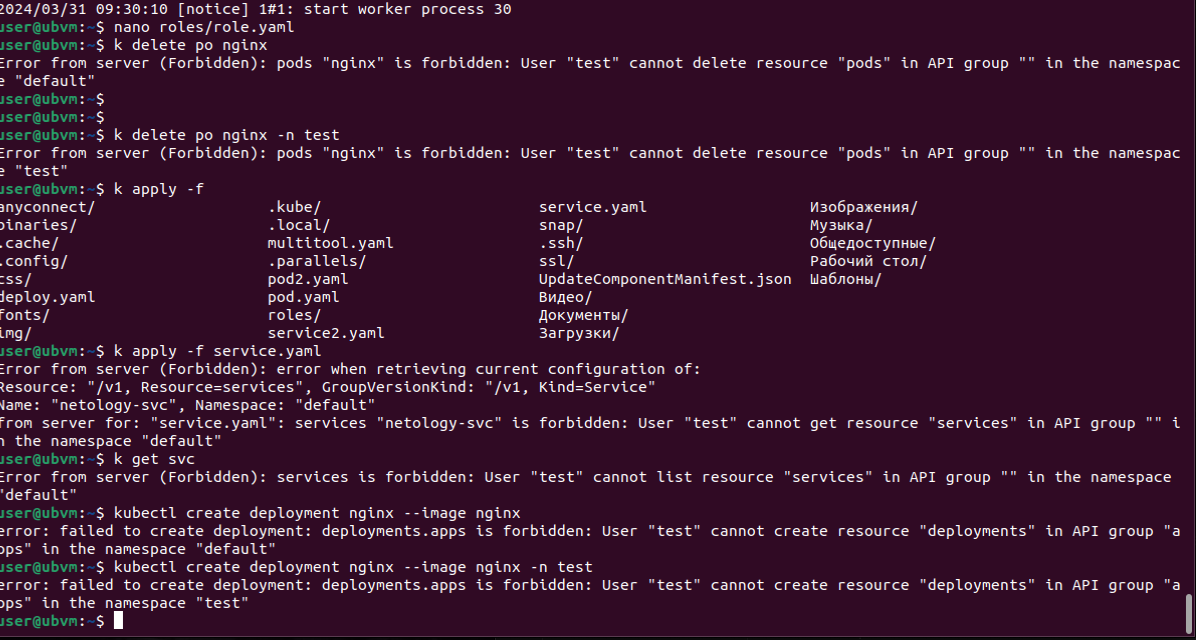 2024/03/31 09:30:10 [notice] 1#1: start worker process 30
user@ubvm:~$ nano roles/role.yaml
user@ubvm:~$ k delete po nginx
Error from server (Forbidden): pods "nginx" is forbidden: User "test" cannot delete resource "pods" in API group "" in the namespac
e "default"
user@ubvm:~$
user@ubvm:~$
user@ubvm:~$ k delete po nginx -n test
Error from server (Forbidden): pods "nginx" is forbidden: User "test" cannot delete resource "pods" in API group "" in the namespac
e "test"
user@ubvm:~$ k apply -f
anyconnect/ .kube/ service.yaml Изображения/
binaries/ .local/ snap/ Музыка/
.cache/ multitool.yaml .ssh/ Общедоступные/
.config/ .parallels/ ssl/ Рабочий стол/
css/ pod2.yaml UpdateComponentManifest.json Шаблоны/
deploy.yaml pod.yaml Видео/
fonts/ roles/ Документы/
img/ service2.yaml Загрузки/
user@ubvm:~$ k apply -f service.yaml
Error from server (Forbidden): error when retrieving current configuration of:
Resource: "/v1, Resource=services", GroupVersionKind: "/v1, Kind=Service"
Name: "netology-svc", Namespace: "default"
from server for: "service.yaml": services "netology-svc" is forbidden: User "test" cannot get resource "services" in API group "" i
n the namespace "default"
user@ubvm:~$ k get svc
Error from server (Forbidden): services is forbidden: User "test" cannot list resource "services" in API group "" in the namespace
"default"
user@ubvm:~$ kubectl create deployment nginx --image nginx
error: failed to create deployment: deployments.apps is forbidden: User "test" cannot create resource "deployments" in API group "a
pps" in the namespace "default"
user@ubvm:~$ kubectl create deployment nginx --image nginx -n test
error: failed to create deployment: deployments.apps is forbidden: User "test" cannot create resource "deployments" in API group "a
pps" in the namespace "test"
user@ubvm:~$